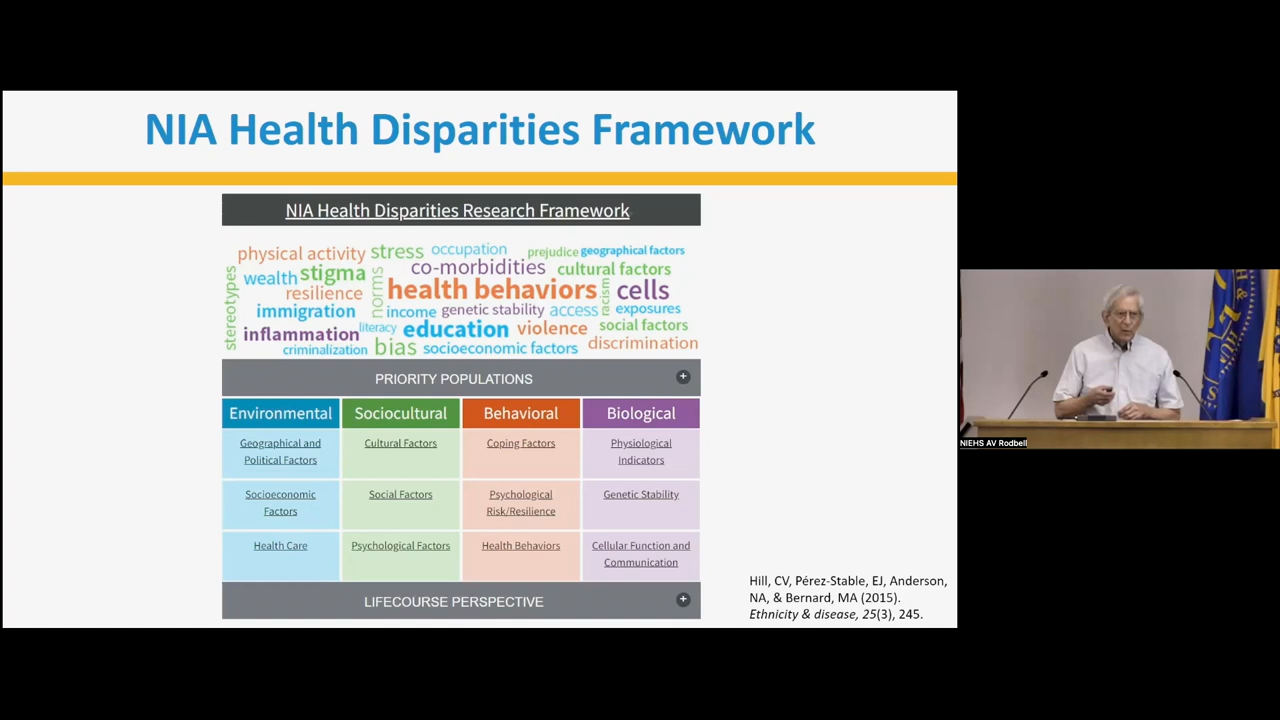 NIA Health Disparities Framework
NIA Health Disparities Research Framework
physical activity stress occupation prejudice geographical factors
wealth stigma co-morbidities cultural factors
stereotypes resilience norms health behaviors racism cells
immigration income genetic stability access exposures
inflammation literacy education violence social factors
criminalization bias socioeconomic factors discrimination
PRIORITY POPULATIONS
Environmental Sociocultural Behavioral Biological
Geographical and Political Factors
Cultural Factors
Coping Factors
Physiological Indicators
Socioeconomic Factors
Social Factors
Psychological Risk/Resilience
Genetic Stability
Health Care
Psychological Factors
Health Behaviors
Cellular Function and Communication
LIFECOURSE PERSPECTIVE
Hill, CV, Pérez-Stable, EJ, Anderson,
NA, & Bernard, MA (2015).
Ethnicity & disease, 25(3), 245.
NIEHS AV Rodbell